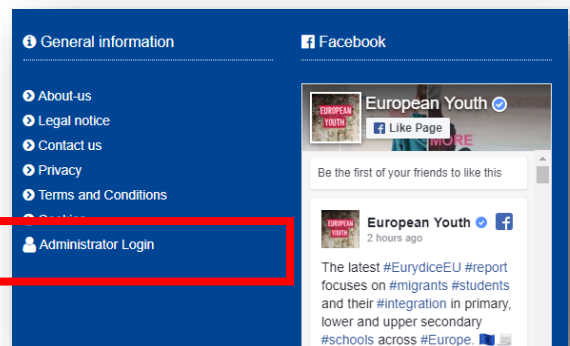 General information
About-us
Legal notice
Contact us
Privacy
Terms and Conditions
Cookies
Administrator Login
Facebook
EUROPEAN
YOUTH
European Youth
Like Page
MORE
Be the first of your friends to like this
EUROPEAN
YOUTH
European Youth
2 hours ago
The latest #EurydiceEU #report
focuses on #migrants #students
and their #integration in primary,
lower and upper secondary
#schools across #Europe.